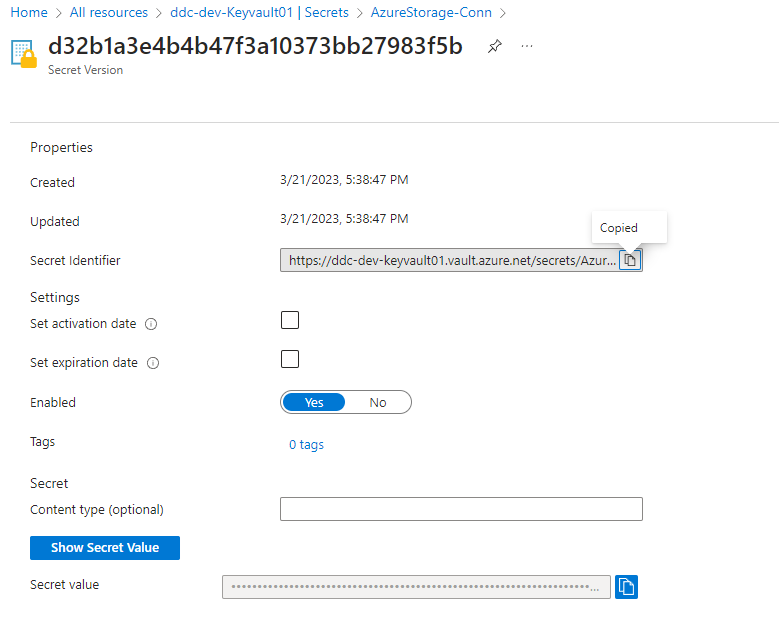 Home > All resources > ddc-dev-Keyvault01 | Secrets > AzureStorage-Conn >
d32b1a3e4b4b47f3a10373bb27983f5b ...
Secret Version
Properties
Created 3/21/2023, 5:38:47 PM
Updated 3/21/2023, 5:38:47 PM
Copied
Secret Identifier https://ddc-dev-keyvault01.vault.azure.net/secrets/Azur...
Settings
Set activation date
Set expiration date
Enabled Yes No
Tags 0 tags
Secret
Content type (optional)
Show Secret Value
Secret value